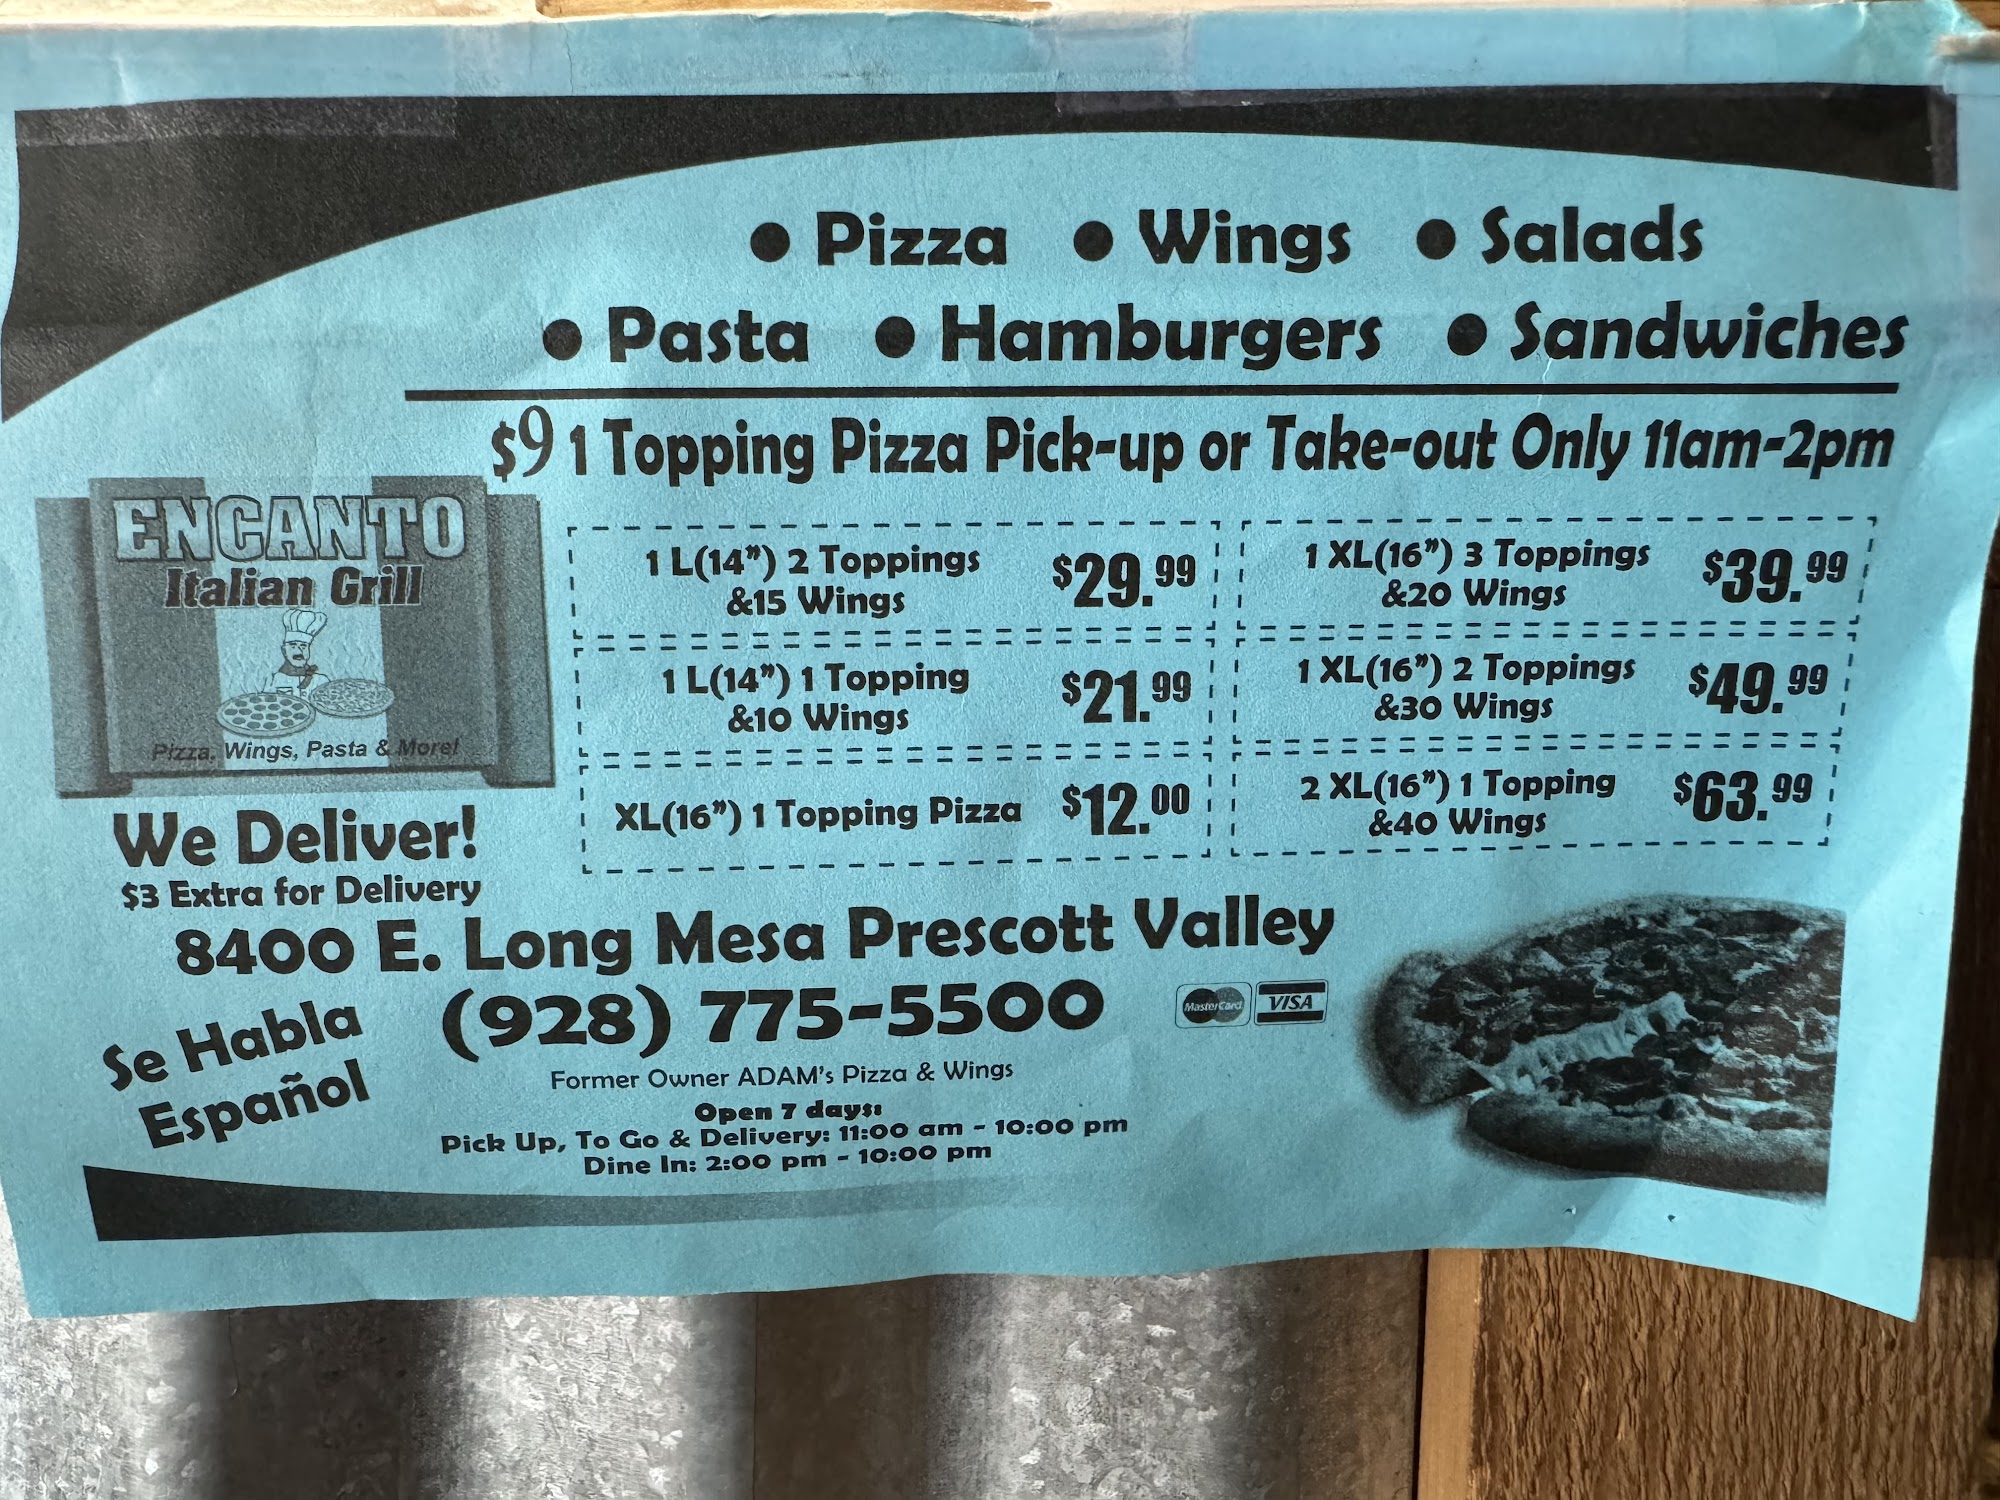 • Pizza • Wings • Salads
• Pasta • Hamburgers • Sandwiches
$9 1 Topping Pizza Pick-up or Take-out Only 11am-2pm
ENCANTO
Italian Grill
Pizza, Wings, Pasta & More!
1 L(14") 2 Toppings
&15 Wings
$29.99
1 XL(16") 3 Toppings
&20 Wings
$39.99
1 L(14") 1 Topping
&10 Wings
$21.99
1 XL(16") 2 Toppings
&30 Wings
$49.99
XL(16") 1 Topping Pizza $12.00
2 XL(16") 1 Topping
&40 Wings
$63.99
We Deliver!
$3 Extra for Delivery
8400 E. Long Mesa Prescott Valley
(928) 775-5500
MasterCard
VISA
Se Habla
Español
Former Owner ADAM's Pizza & Wings
Open 7 days:
Pick Up, To Go & Delivery: 11:00 am - 10:00 pm
Dine In: 2:00 pm - 10:00 pm